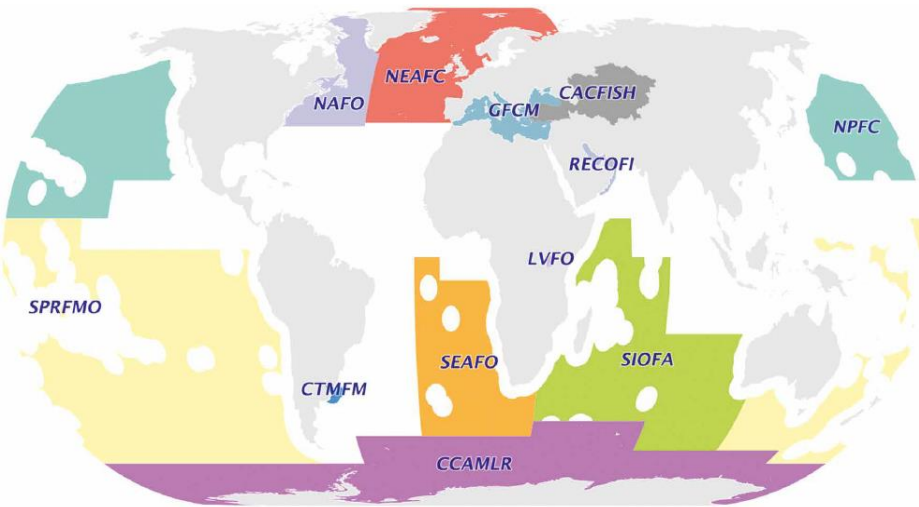 NEAFC
NAFO
CACFISH
GFCM
NPFC
RECOFI
LVFO
SPRFMO
SEAFO
SIOFA
CTMFM
CCAMLR